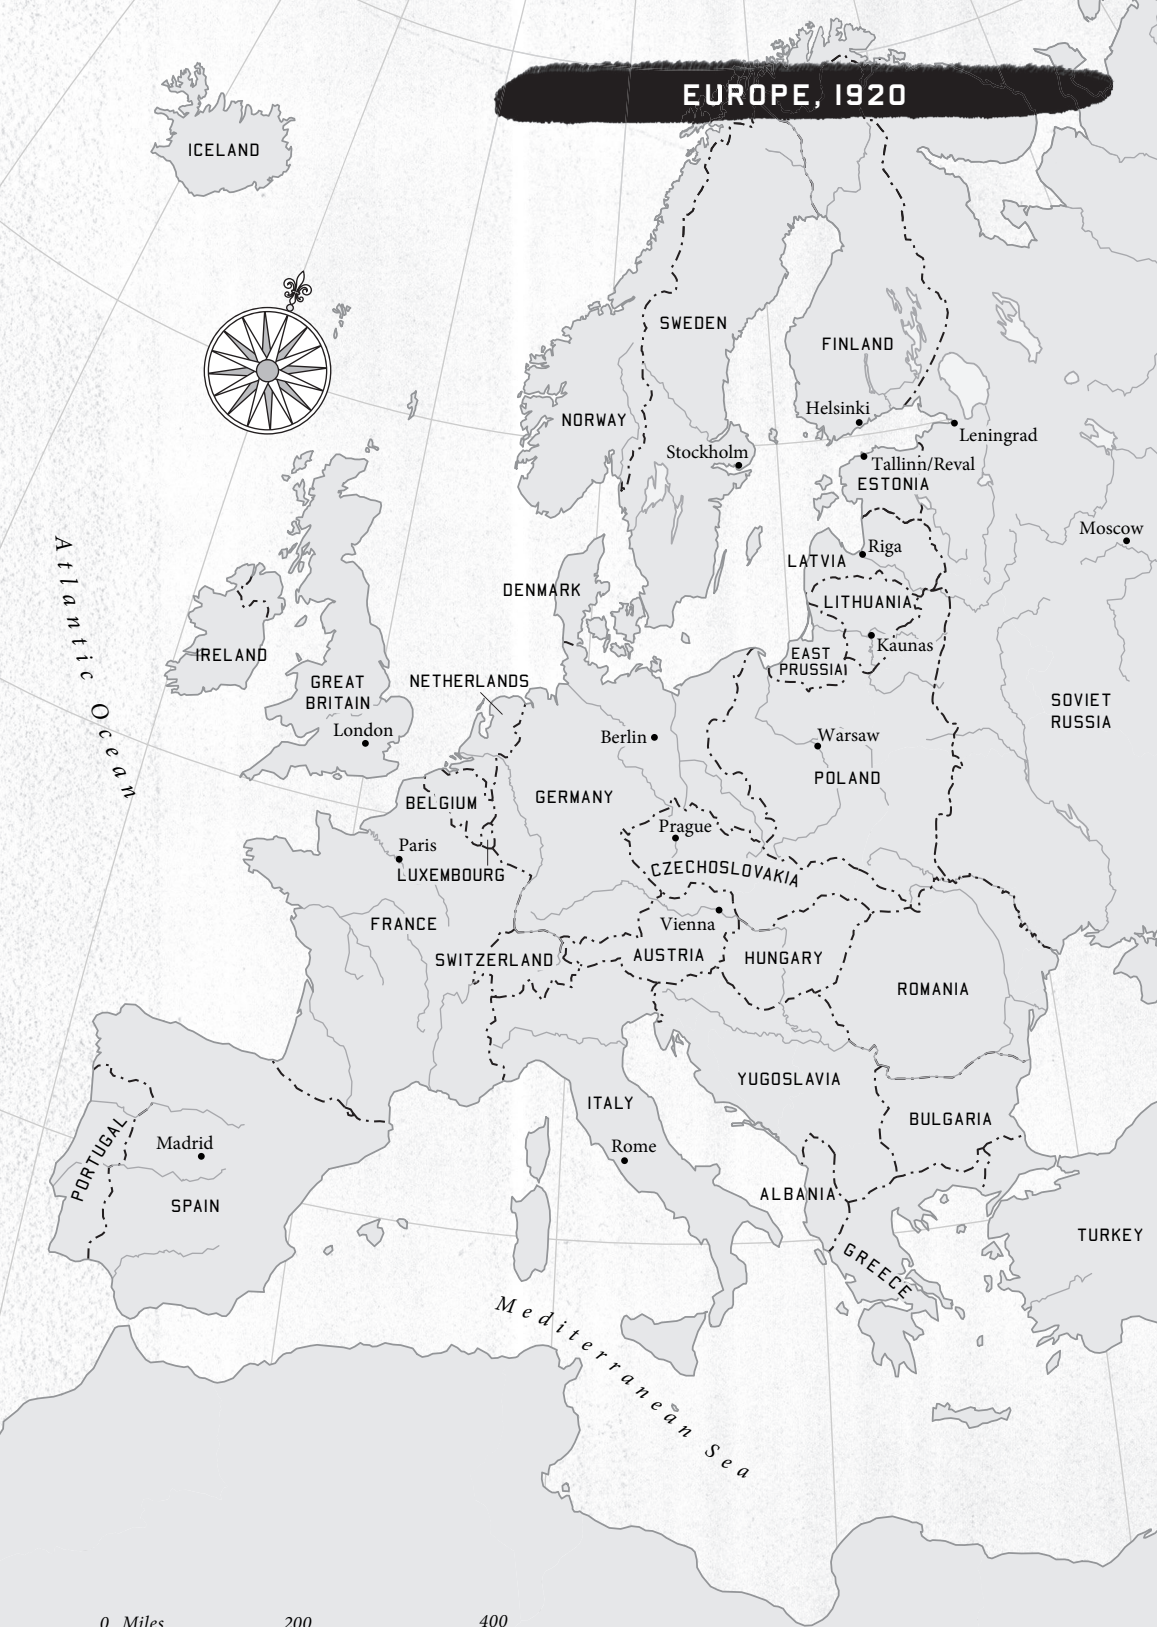 EUROPE, 1920
ICELAND
SWEDEN
FINLAND
NORWAY
Helsinki
Leningrad
Stockholm
Tallinn/Reval
ESTONIA
Moscow
Atlantic Ocean
LATVIA
Riga
DENMARK
LITHUANIA
Kaunas
IRELAND
EAST
PRUSSIA
GREAT
BRITAIN
NETHERLANDS
SOVIET
RUSSIA
London
Berlin
Warsaw
POLAND
BELGIUM
GERMANY
Prague
Paris
LUXEMBOURG
CZECHOSLOVAKIA
FRANCE
Vienna
SWITZERLAND
AUSTRIA
HUNGARY
ROMANIA
YUGOSLAVIA
ITALY
BULGARIA
PORTUGAL
Madrid
Rome
SPAIN
ALBANIA
TURKEY
GREECE
Mediterranean Sea
0 Miles 200 400